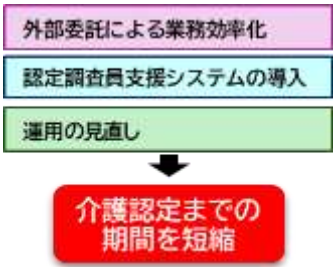 外部委託による業務効率化
認定調査員支援システムの導入
運用の見直し
介護認定までの
期間を短縮